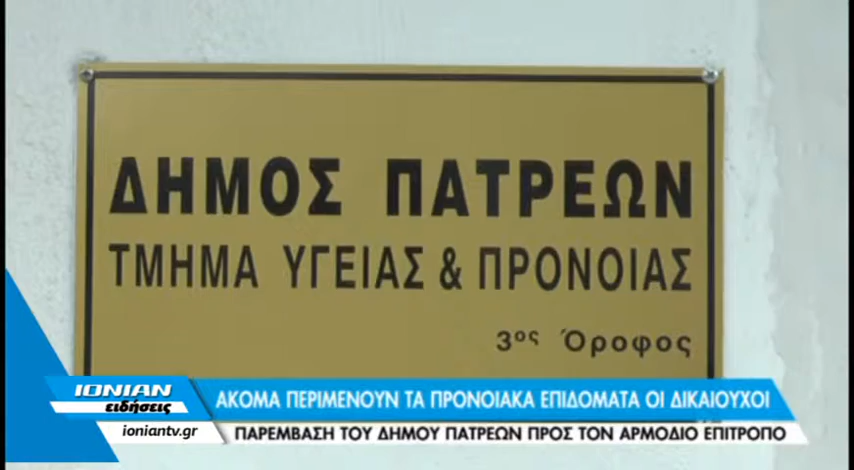 ΔΗΜΟΣ ΠΑΤΡΕΩΝ
ΤΜΗΜΑ ΥΓΕΙΑΣ & ΠΡΟΝΟΙΑΣ
3ος Όροφος
IONIAN
ειδήσεις
ioniantv.gr
ΑΚΟΜΑ ΠΕΡΙΜΕΝΟΥΝ ΤΑ ΠΡΟΝΟΙΑΚΑ ΕΠΙΔΟΜΑΤΑ ΟΙ ΔΙΚΑΙΟΥΧΟΙ
ΠΑΡΕΜΒΑΣΗ ΤΟΥ ΔΗΜΟΥ ΠΑΤΡΕΩΝ ΠΡΟΣ ΤΟΝ ΑΡΜΟΔΙΟ ΕΠΙΤΡΟΠΟ